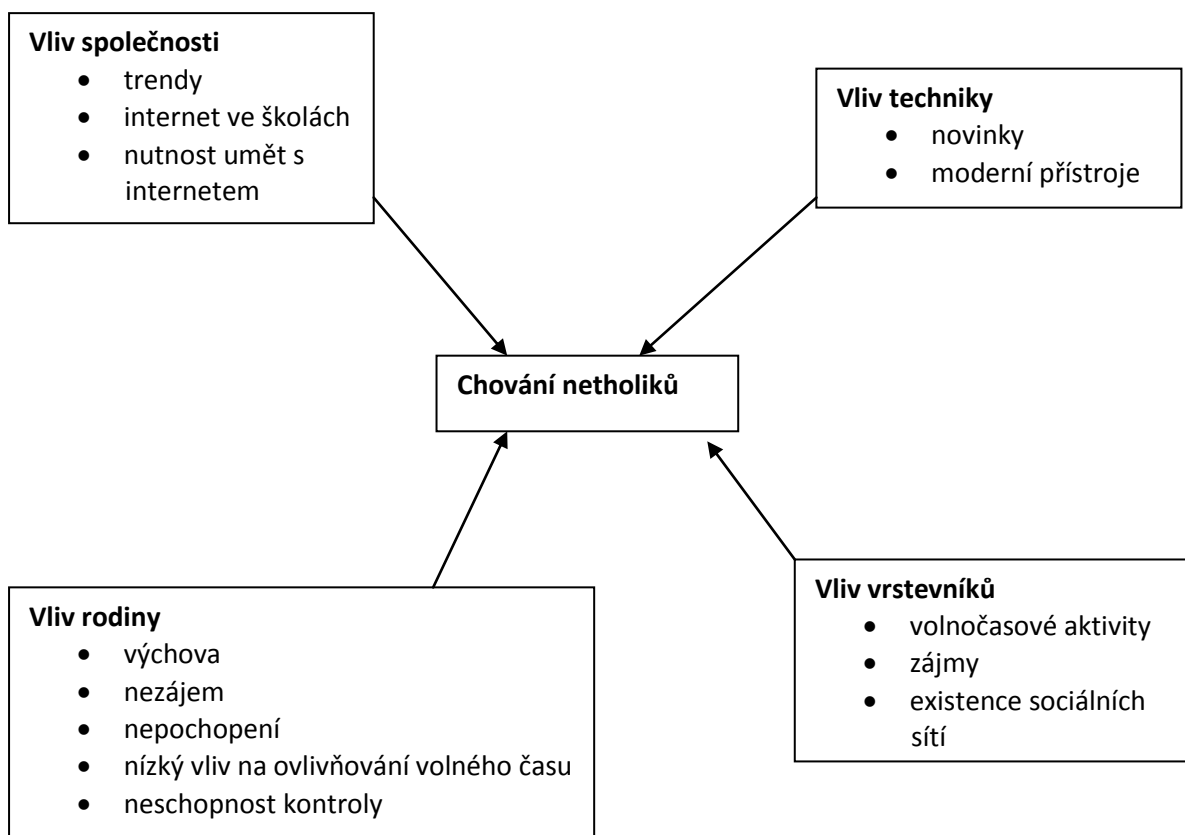 Vliv společnosti
• trendy
• internet ve školách
• nutnost umět s
internetem
Vliv techniky
• novinky
• moderní přístroje
Chování netholiků
Vliv rodiny
• výchova
• nezájem
• nepochopení
• nízký vliv na ovlivňování volného času
• neschopnost kontroly
Vliv vrstevníků
• volnočasové aktivity
• zájmy
• existence sociálních
sítí